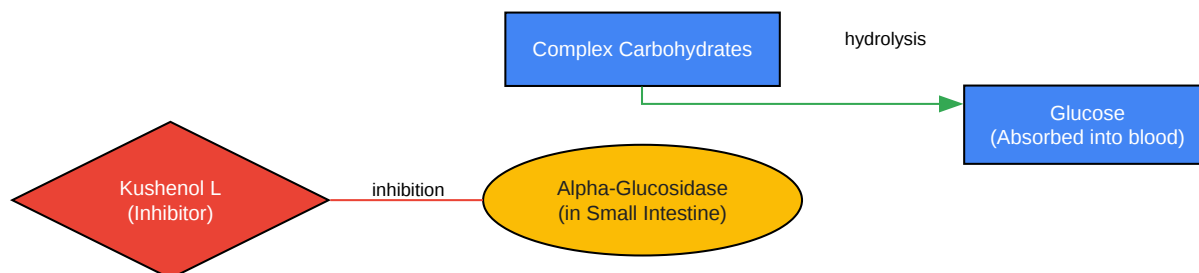 Complex Carbohydrates
hydrolysis
Glucose
(Absorbed into blood)
Kushenol L
(Inhibitor)
inhibition
Alpha-Glucosidase
(in Small Intestine)